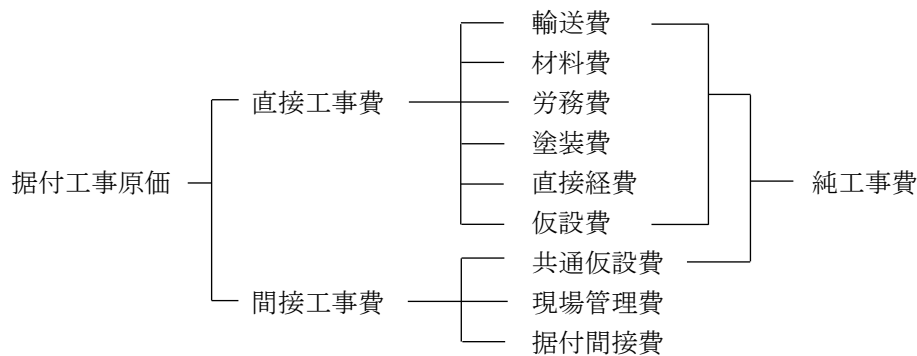 輸送費
材料費
直接工事費
労務費
塗装費
据付工事原価
直接経費
純工事費
仮設費
共通仮設費
間接工事費
現場管理費
据付間接費